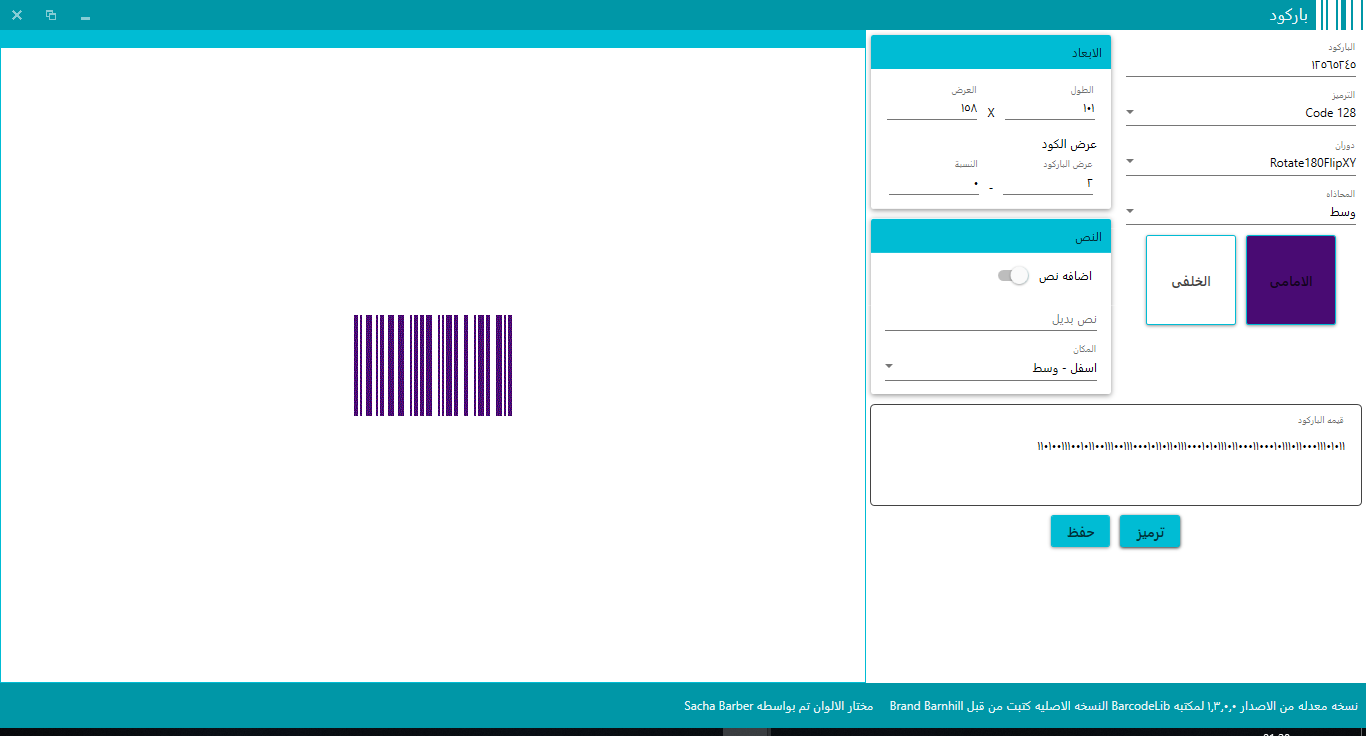 باركود
الباركود
١٢٥٦٥٢٤٥
الترميز
Code 128
دوران
Rotate180FlipXY
المحاذاه
وسط
الامامى
الخلفى
الابعاد
الطول
العرض
١٠١
X
١٥٨
عرض الكود
عرض الباركود
النسبة
٢
-
٠
النص
اضافه نص
نص بديل
المكان
اسفل - وسط
قيمه الباركود
ترميز
حفظ
نسخه معدله من الاصدار ١,٣,٠,٠ لمكتبه BarcodeLib النسخه الاصليه كتبت من قبل Brand Barnhill
مختار الالوان تم بواسطه Sacha Barber